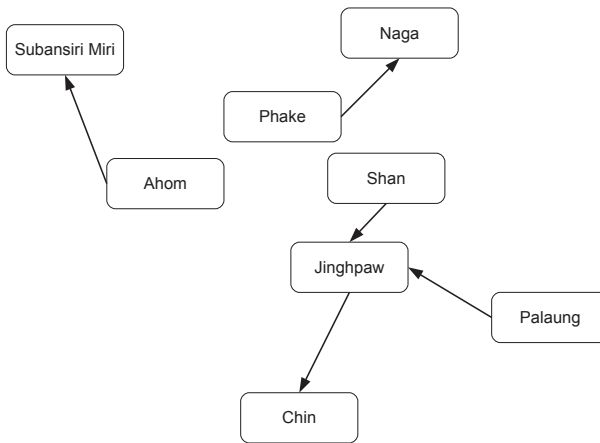 Subansiri Miri
Naga
Phake
Ahom
Shan
Jinghpaw
Palaung
Chin